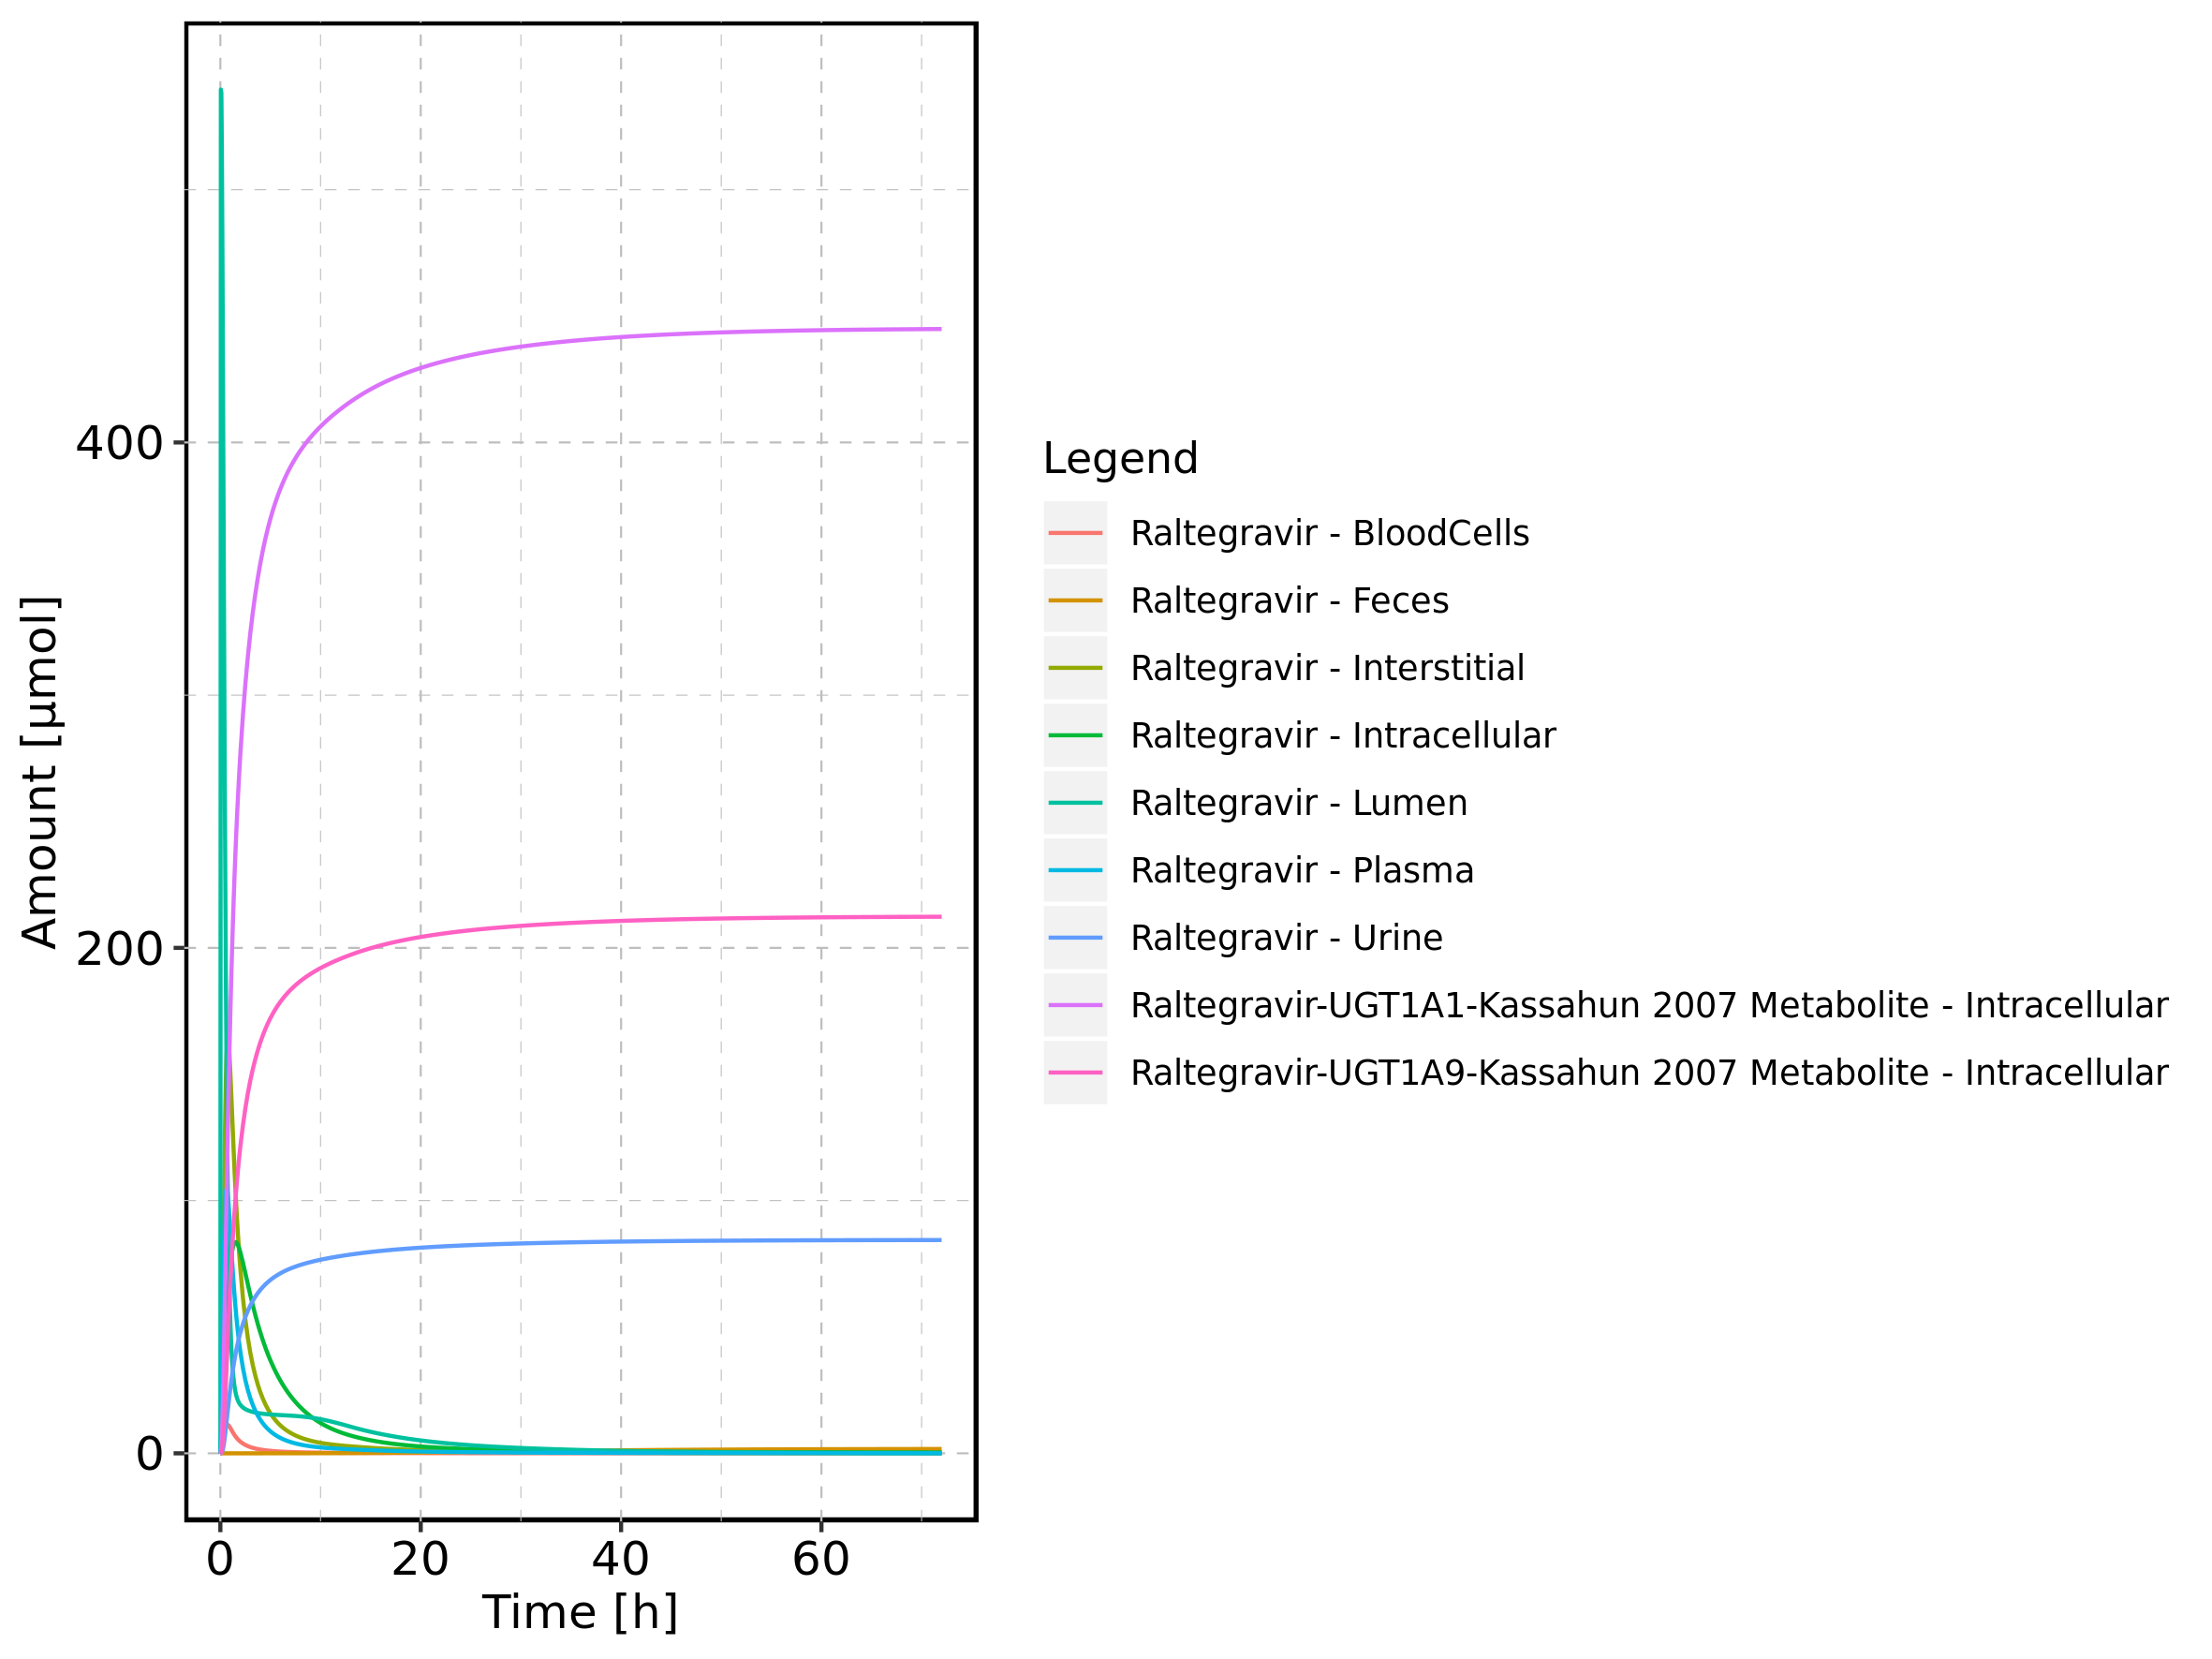 Amount [µmol]
400
200
0
0 20 40 60
Time [h]
Legend
Raltegravir - BloodCells
Raltegravir - Feces
Raltegravir - Interstitial
Raltegravir - Intracellular
Raltegravir - Lumen
Raltegravir - Plasma
Raltegravir - Urine
Raltegravir-UGT1A1-Kassahun 2007 Metabolite - Intracellular
Raltegravir-UGT1A9-Kassahun 2007 Metabolite - Intracellular